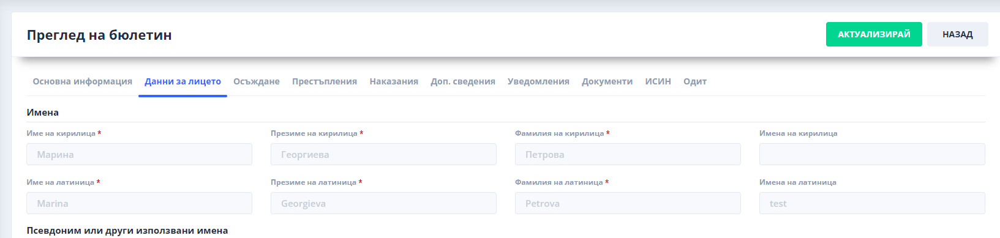 Преглед на бюлетин
АКТУАЛИЗИРАЙ НАЗАД
Основна информация Данни за лицето Осъждане Престъпления Наказания Доп. сведения Уведомления Документи ИСИН Одит
Имена
Име на кирилица * Презиме на кирилица * Фамилия на кирилица * Имена на кирилица
Марина Георгиева Петрова
Име на латиница * Презиме на латиница * Фамилия на латиница * Имена на латиница
Marina Georgieva Petrova test
Псевдоним или други използвани имена